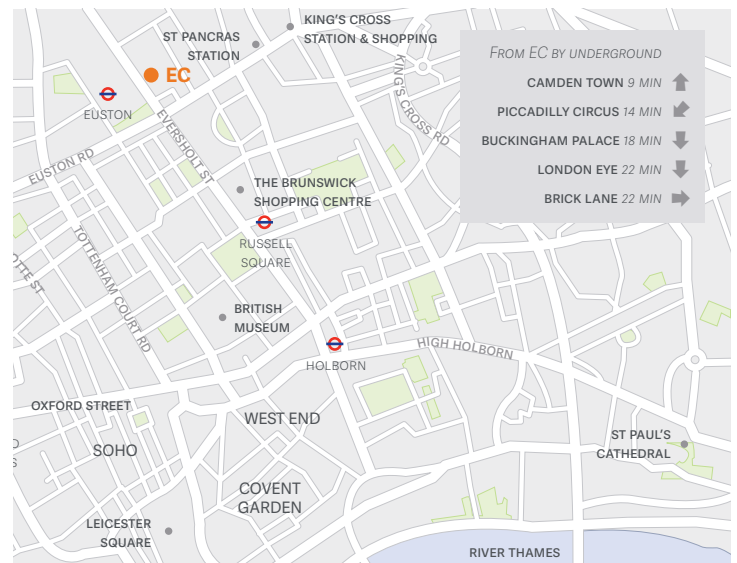 KING'S CROSS
STATION & SHOPPING
ST PANCRAS
STATION
EC
EUSTON
EVERSHOLT ST
EUSTON RD
KING'S CROSS RD
FROM EC BY UNDERGROUND
CAMDEN TOWN 9 MIN
PICCADILLY CIRCUS 14 MIN
BUCKINGHAM PALACE 18 MIN
LONDON EYE 22 MIN
BRICK LANE 22 MIN
THE BRUNSWICK
SHOPPING CENTRE
RUSSELL
SQUARE
TOTTENHAM COURT RD
OTTE ST
BRITISH
MUSEUM
HOLBORN
HIGH HOLBORN
OXFORD STREET
WEST END
SOHO
ST PAUL'S
CATHEDRAL
COVENT
GARDEN
LEICESTER
SQUARE
RIVER THAMES